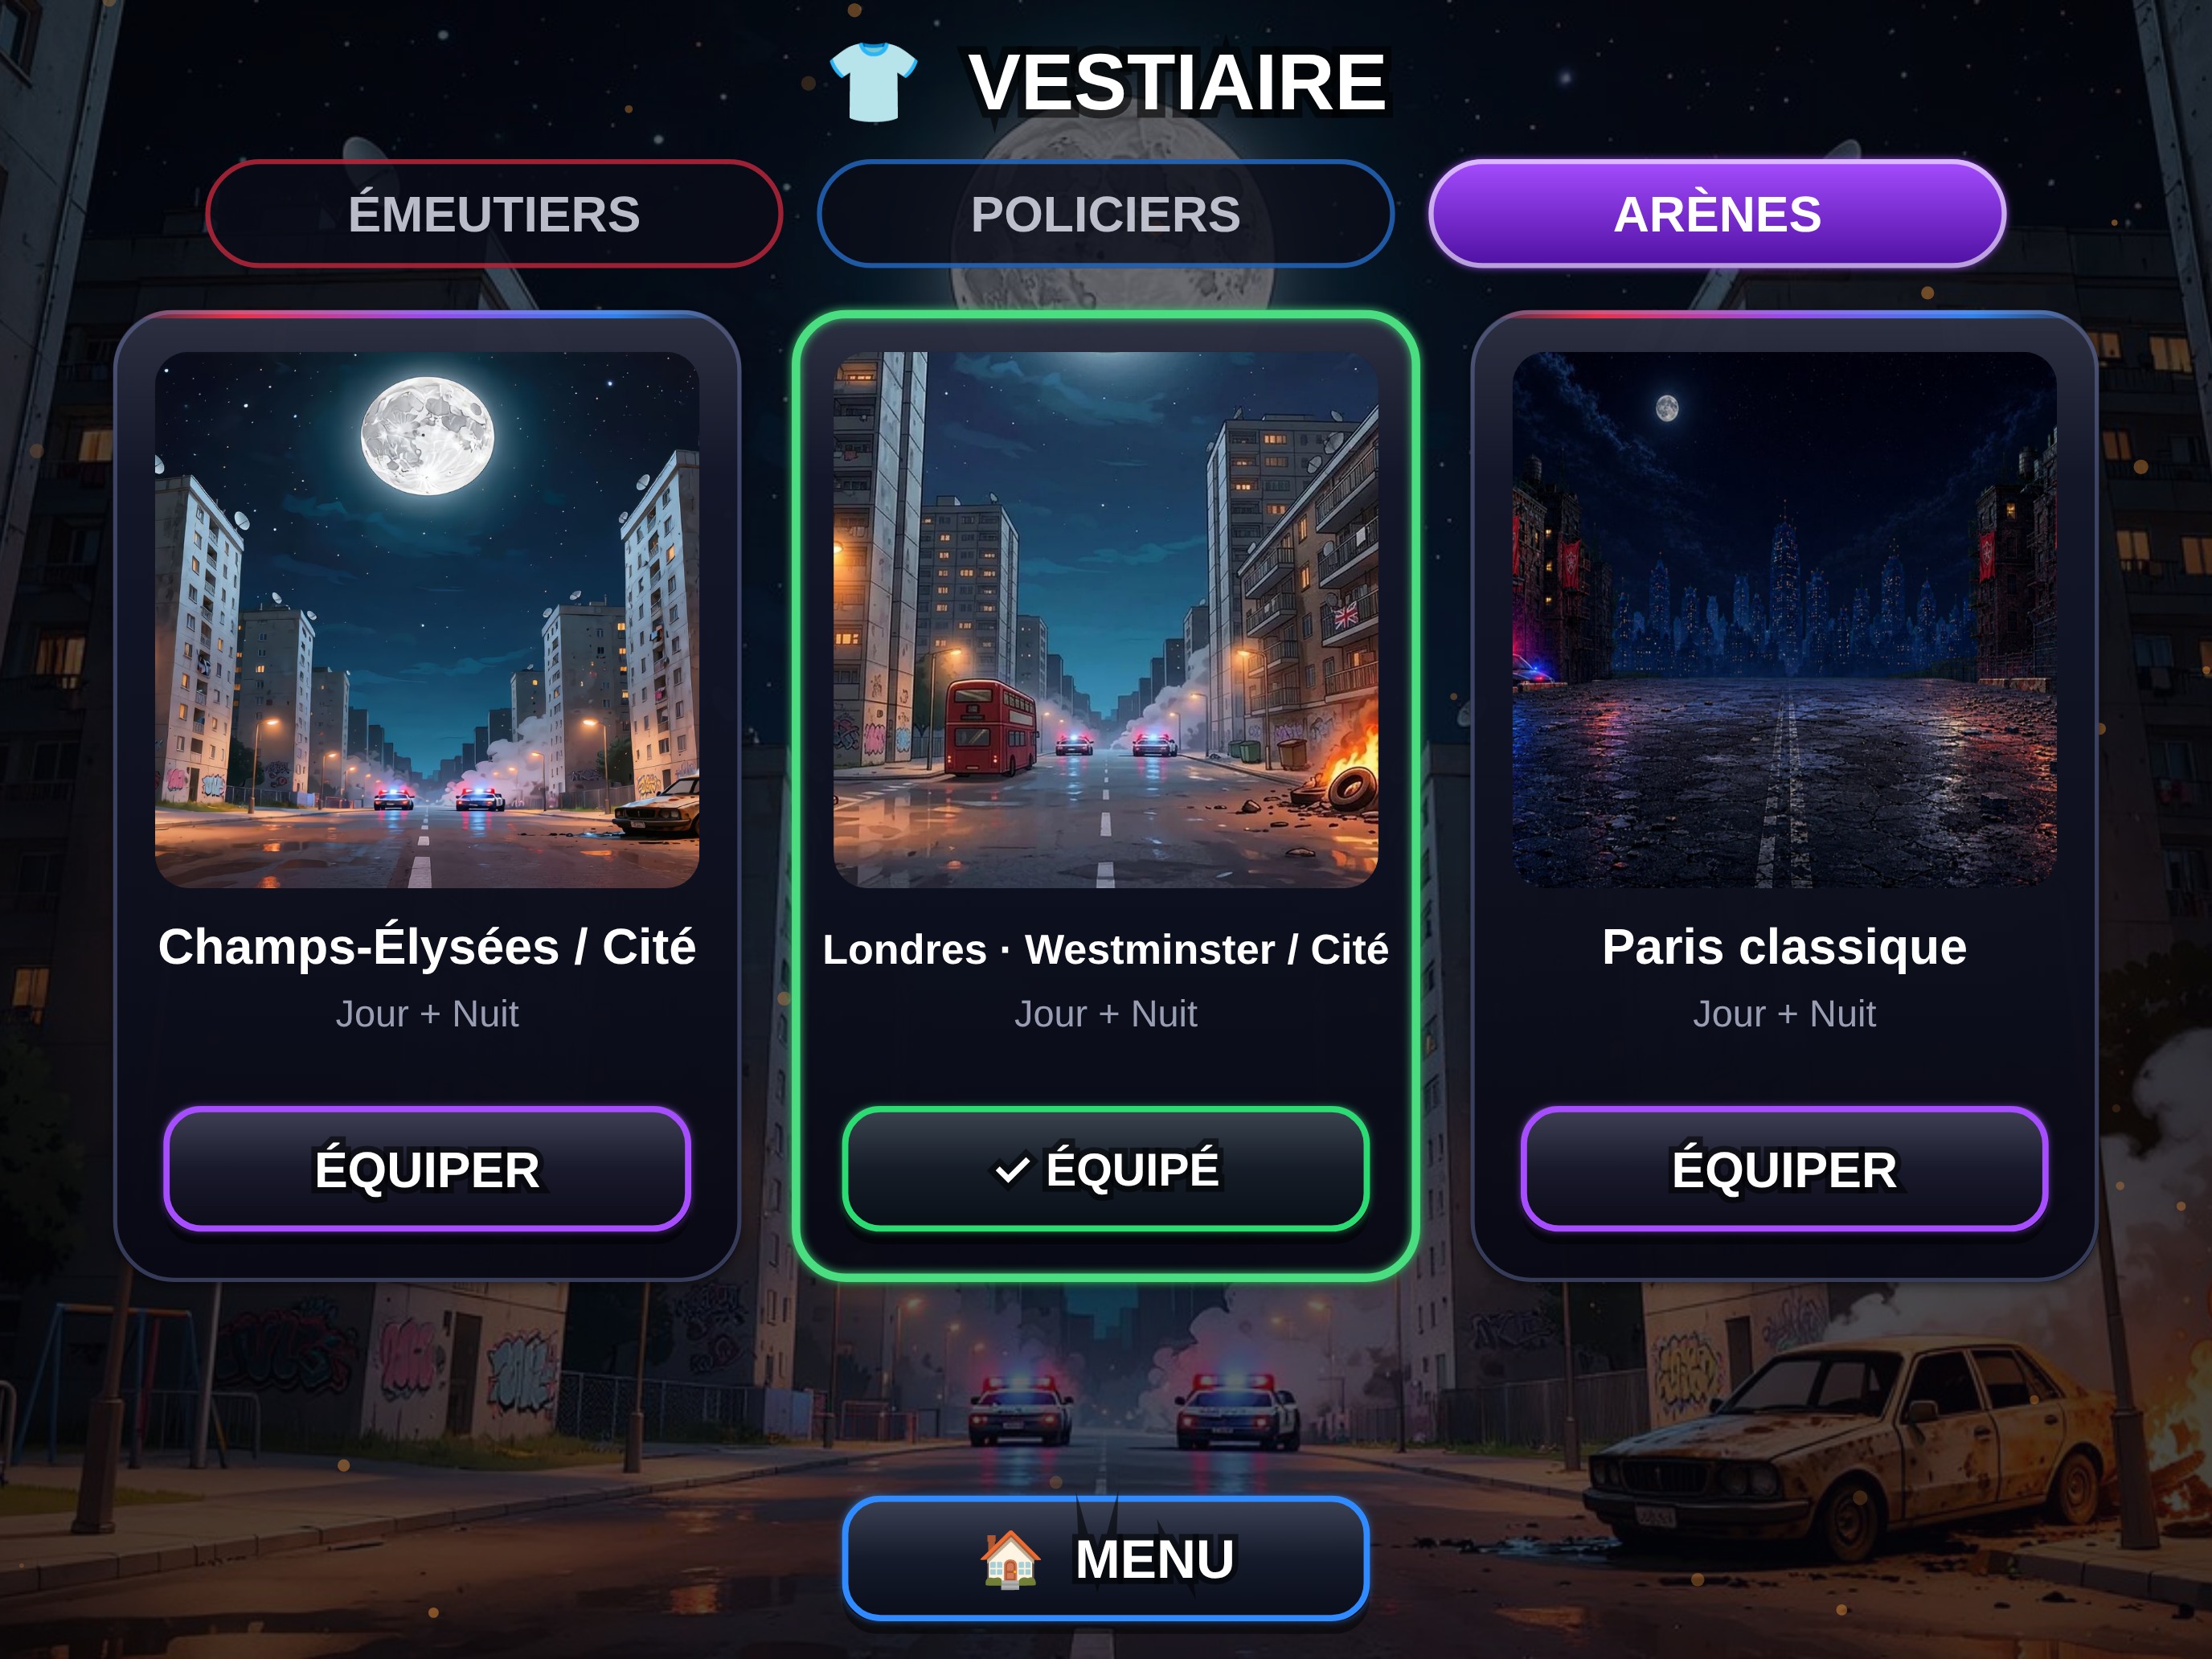 VESTIAIRE
ÉMEUTIERS
POLICIERS
ARÈNES
Champs-Élysées / Cité
Jour + Nuit
ÉQUIPER
Londres · Westminster / Cité
Jour + Nuit
✓ ÉQUIPÉ
Paris classique
Jour + Nuit
ÉQUIPER
MENU